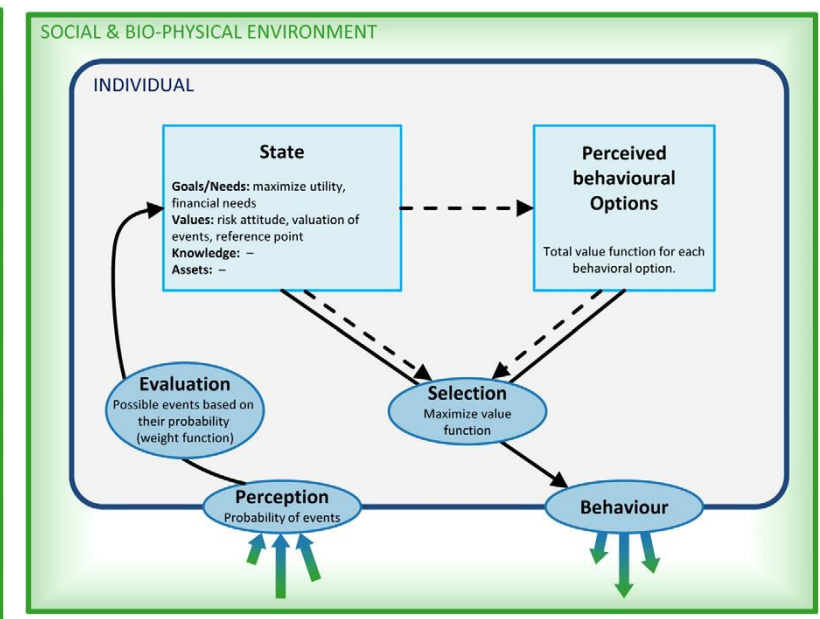 SOCIAL & BIO-PHYSICAL ENVIRONMENT
INDIVIDUAL
State
Goals/Needs: maximize utility,
financial needs
Values: risk attitude, valuation of
events, reference point
Knowledge: –
Assets: –
Perceived
behavioural
Options
Total value function for each
behavioral option.
Evaluation
Possible events based on
their probability
(weight function)
Selection
Maximize value
function
Perception
Probability of events
Behaviour